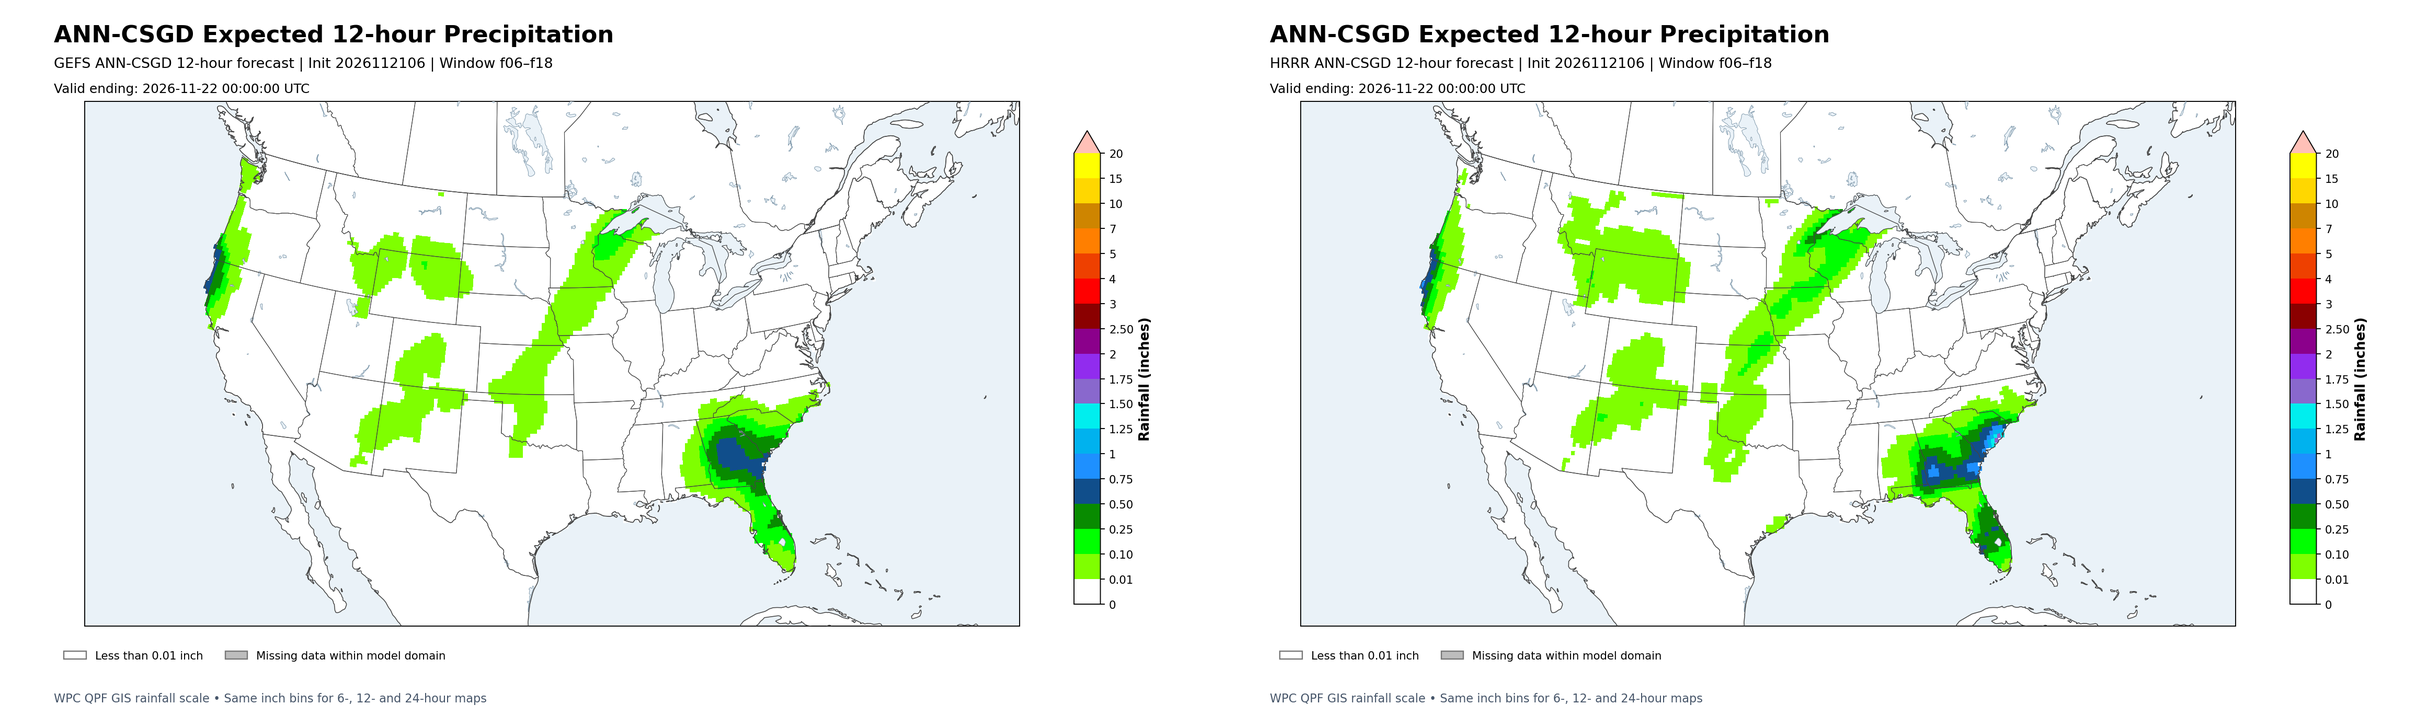 ANN-CSGD Expected 12-hour Precipitation
GEFS ANN-CSGD 12-hour forecast | Init 2026112106 | Window f06–f18
Valid ending: 2026-11-22 00:00:00 UTC
20
15
10
7
5
4
3
2.50
2
1.75
1.50
1.25
1
0.75
0.50
0.25
0.10
0.01
0
Rainfall (inches)
Less than 0.01 inch
Missing data within model domain
WPC QPF GIS rainfall scale • Same inch bins for 6-, 12- and 24-hour maps
ANN-CSGD Expected 12-hour Precipitation
HRRR ANN-CSGD 12-hour forecast | Init 2026112106 | Window f06–f18
Valid ending: 2026-11-22 00:00:00 UTC
20
15
10
7
5
4
3
2.50
2
1.75
1.50
1.25
1
0.75
0.50
0.25
0.10
0.01
0
Rainfall (inches)
Less than 0.01 inch
Missing data within model domain
WPC QPF GIS rainfall scale • Same inch bins for 6-, 12- and 24-hour maps